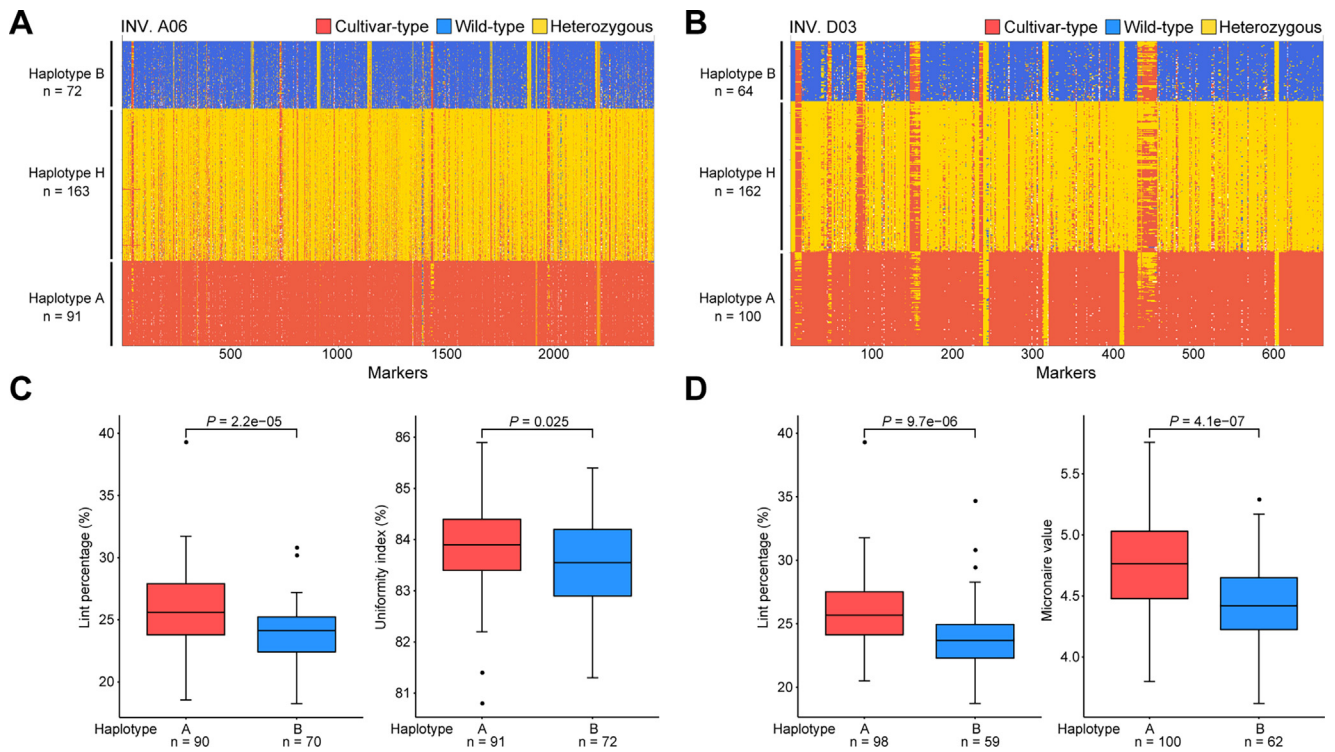 A
INV. A06
Cultivar-type
Wild-type
Heterozygous
Haplotype B
n = 72
Haplotype H
n = 163
Haplotype A
n = 91
500
1000
1500
2000
Markers
B
INV. D03
Cultivar-type
Wild-type
Heterozygous
Haplotype B
n = 64
Haplotype H
n = 162
Haplotype A
n = 100
100
200
300
400
500
600
Markers
C
Lint percentage (%)
40
35
30
25
20
P = 2.2e−05
Haplotype
A
B
n = 90
n = 70
Uniformity index (%)
86
85
84
83
82
81
P = 0.025
A
B
n = 91
n = 72
D
Lint percentage (%)
40
35
30
25
20
P = 9.7e−06
Haplotype
A
B
n = 98
n = 59
Micronaire value
5.5
5.0
4.5
4.0
P = 4.1e−07
A
B
n = 100
n = 62